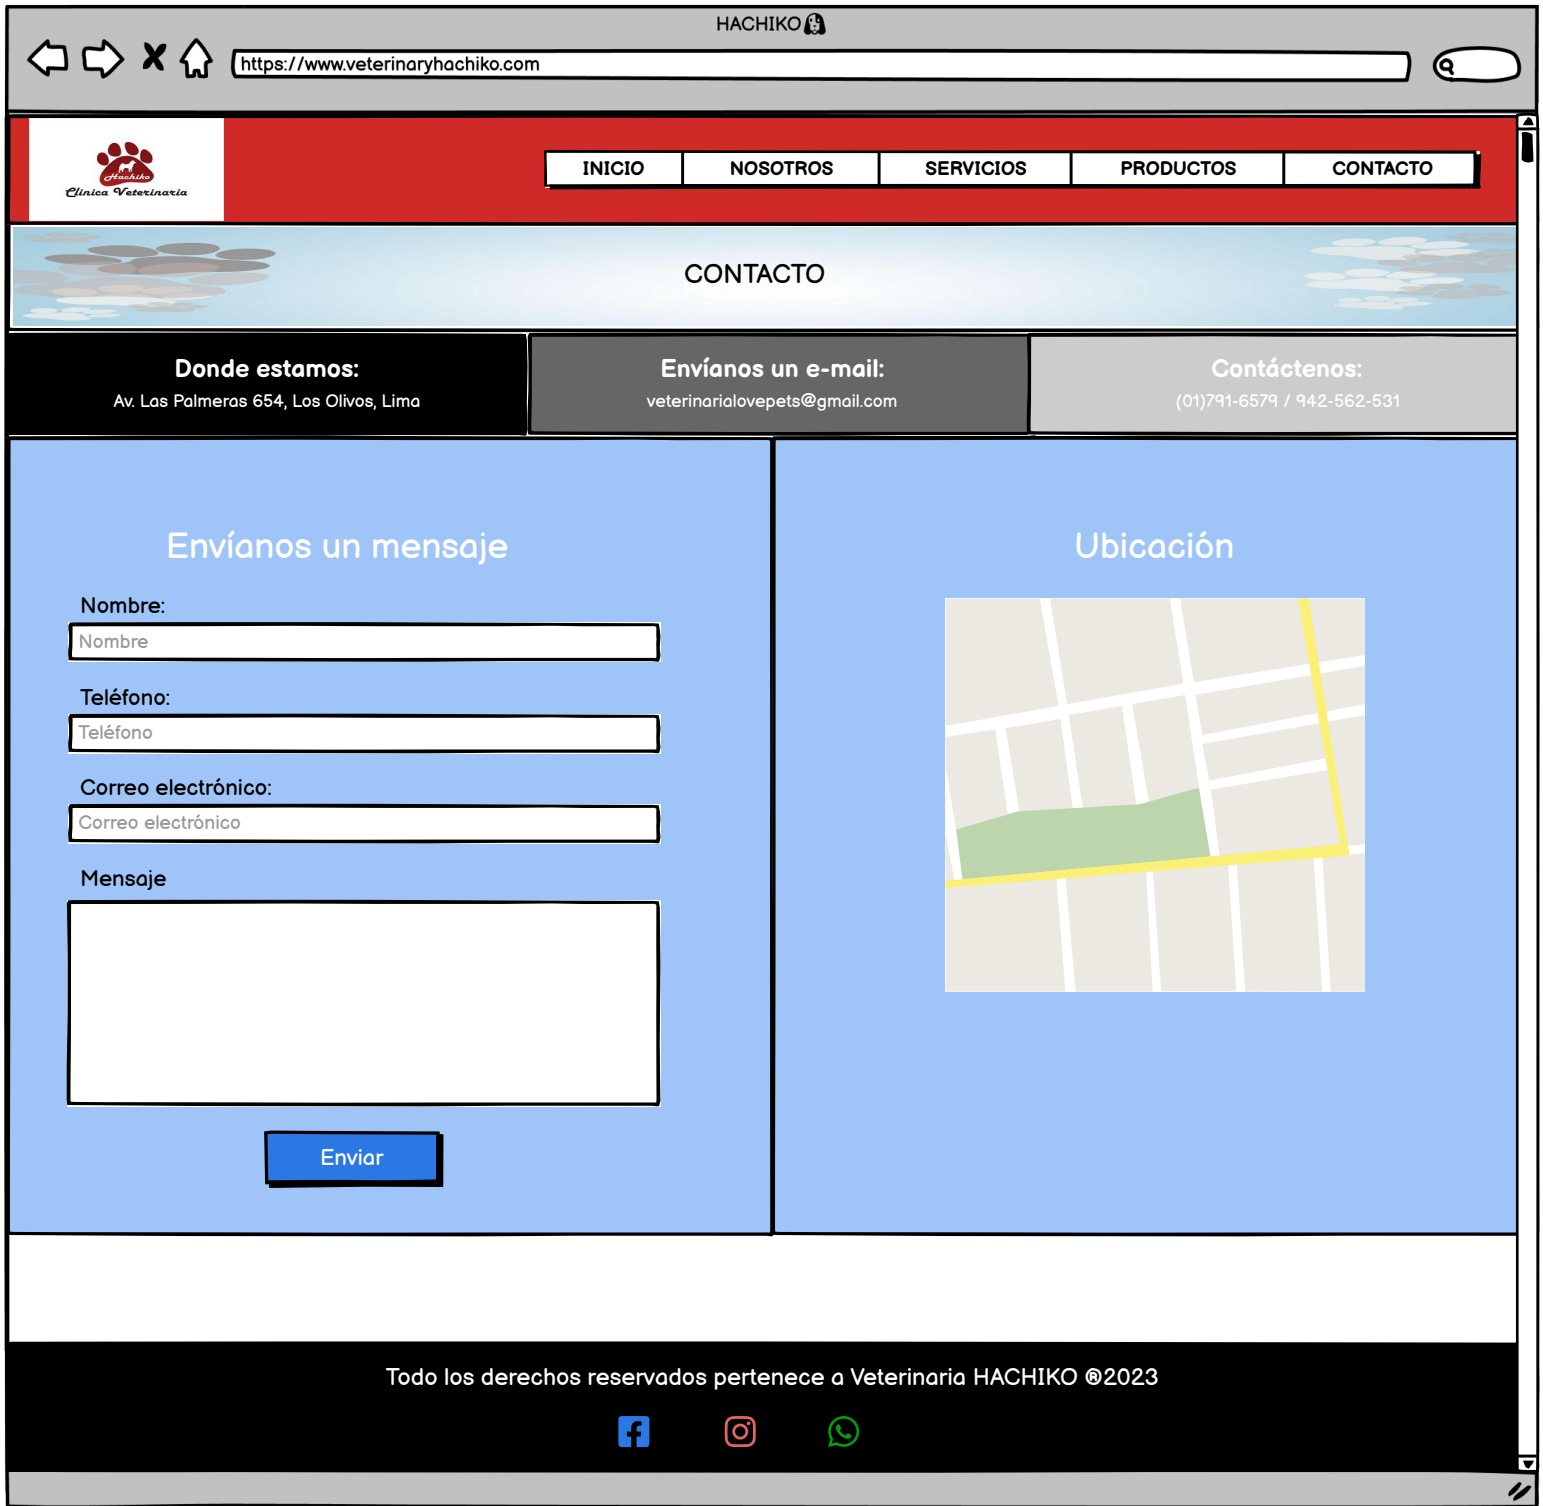 HACHIKO
https://www.veterinaryhachiko.com
Hachiko
Clinica Veterinaria
INICIO NOSOTROS SERVICIOS PRODUCTOS CONTACTO
CONTACTO
Donde estamos:
Av. Las Palmeras 654, Los Olivos, Lima
Envíanos un e-mail:
veterinarialovepets@gmail.com
Contáctenos:
(01)791-6579 / 942-562-531
Envíanos un mensaje
Nombre:
Nombre
Teléfono:
Teléfono
Correo electrónico:
Correo electrónico
Mensaje
Enviar
Ubicación
Todo los derechos reservados pertenece a Veterinaria HACHIKO ®2023